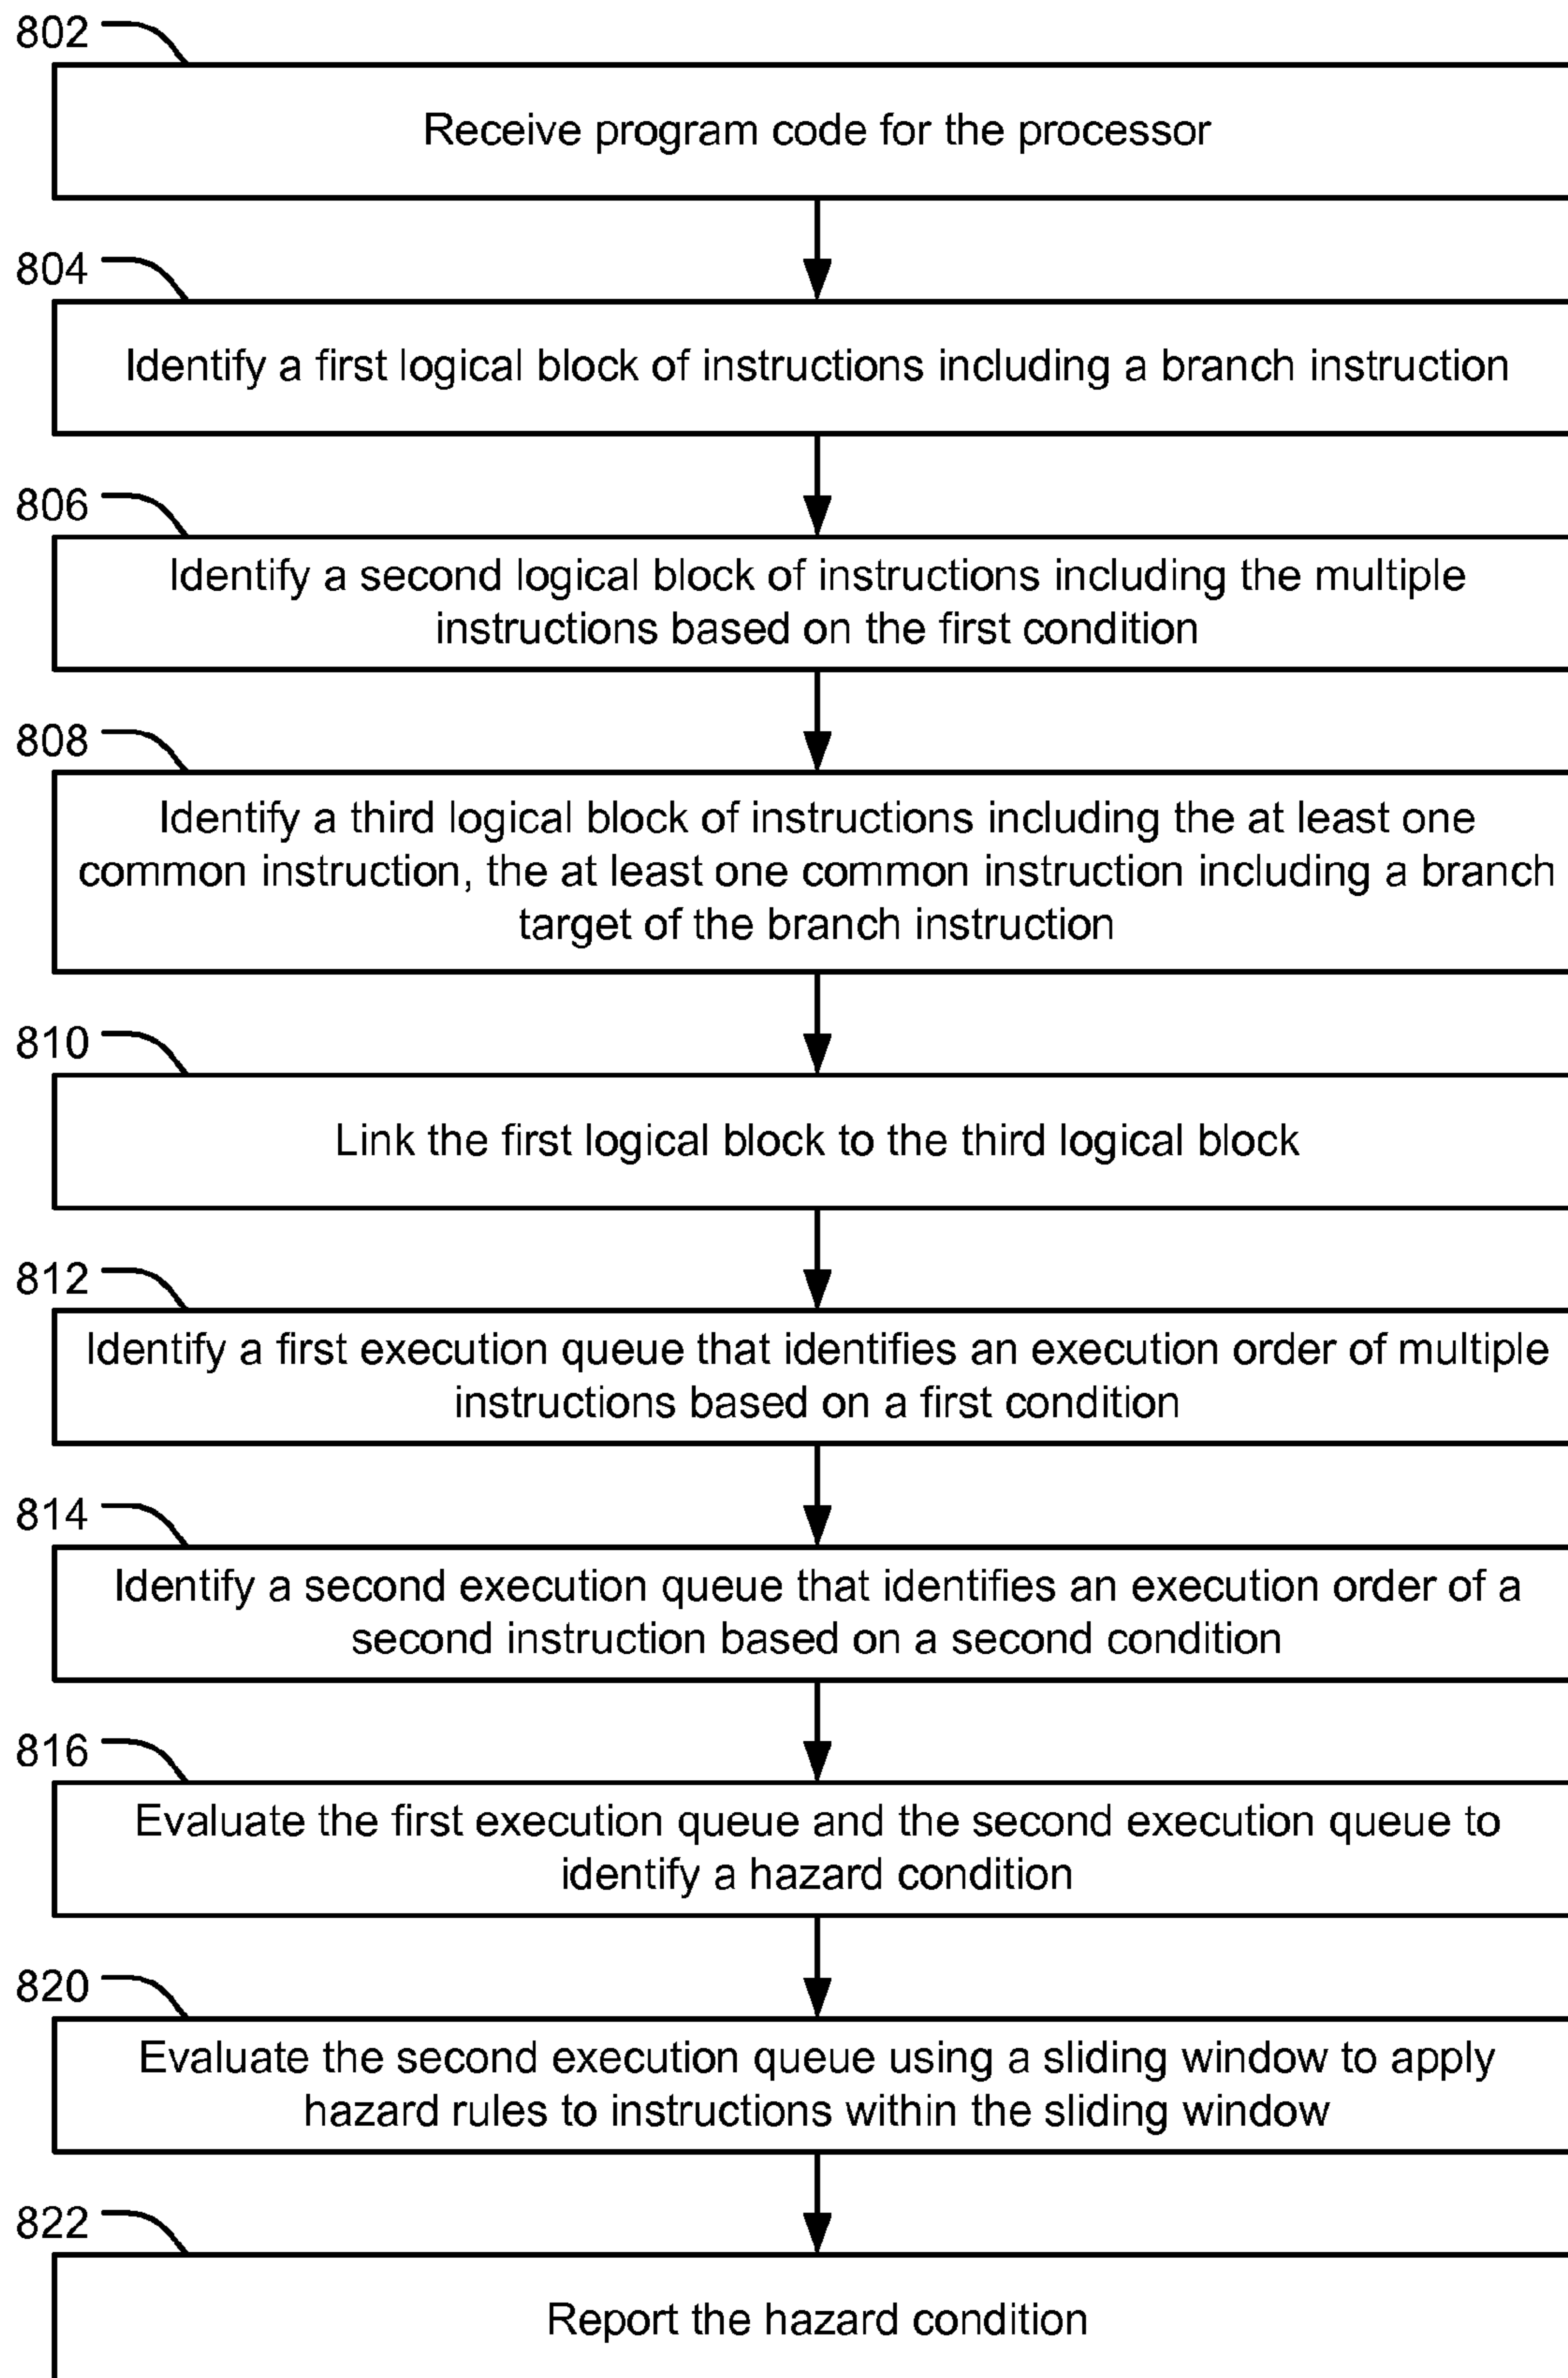 802
Receive program code for the processor
804
Identify a first logical block of instructions including a branch instruction
806
Identify a second logical block of instructions including the multiple
instructions based on the first condition
808
Identify a third logical block of instructions including the at least one
common instruction, the at least one common instruction including a branch
target of the branch instruction
810
Link the first logical block to the third logical block
812
Identify a first execution queue that identifies an execution order of multiple
instructions based on a first condition
814
Identify a second execution queue that identifies an execution order of a
second instruction based on a second condition
816
Evaluate the first execution queue and the second execution queue to
identify a hazard condition
820
Evaluate the second execution queue using a sliding window to apply
hazard rules to instructions within the sliding window
822
Report the hazard condition